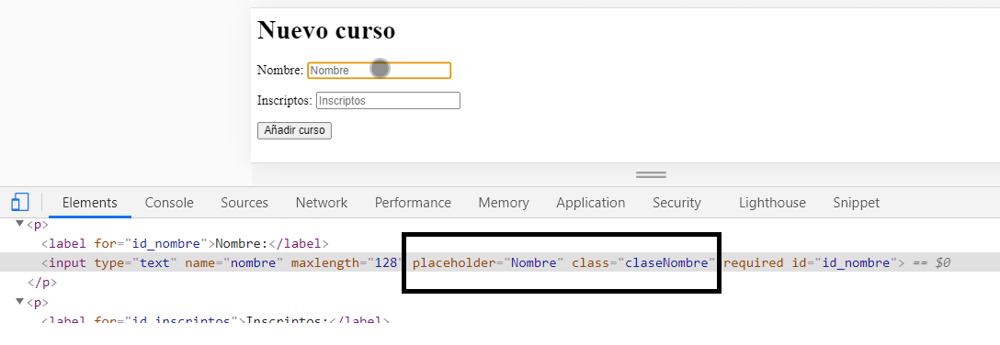 Nuevo curso
Nombre: Nombre
Inscriptos: Inscriptos
Añadir curso
Elements Console Sources Network Performance Memory Application Security Lighthouse Snippet
<p>
<label for="id_nombre">Nombre:</label>
<input type="text" name="nombre" maxlength="128" placeholder="Nombre" class="claseNombre" required id="id_nombre"> == $0
</p>
<p>
<label for="id_inscriptos">Inscriptos:</label>